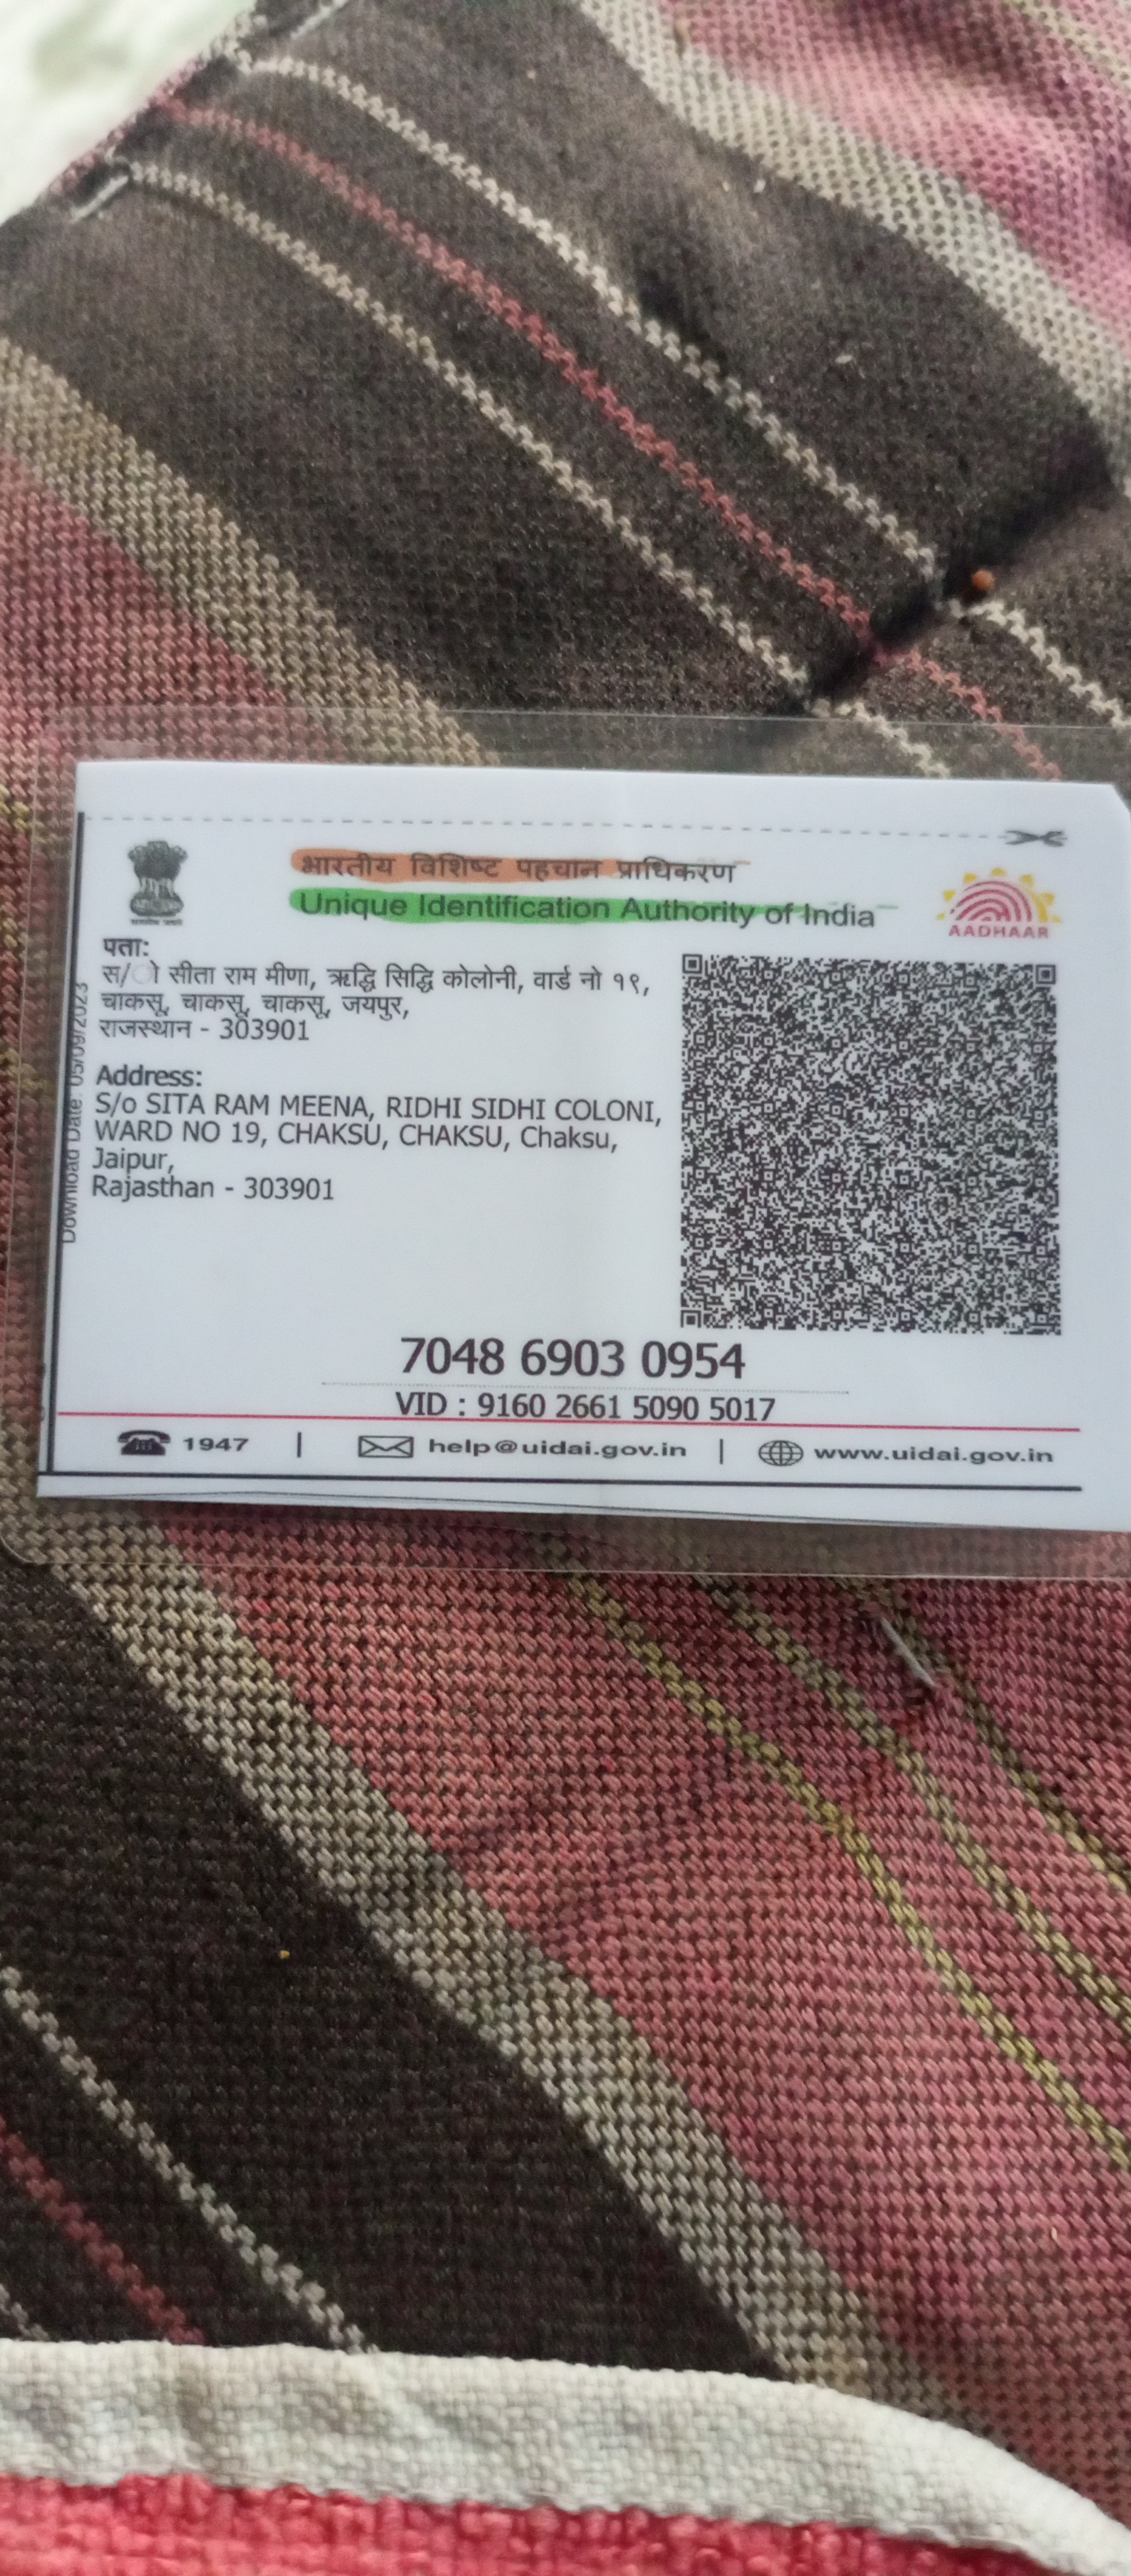 भारतीय विशिष्ट पहचान प्राधिकरण
Unique Identification Authority of India
AADHAAR
पता:
स/ो सीता राम मीणा, ऋद्धि सिद्धि कोलोनी, वार्ड नो १९,
चाकसू, चाकसू, चाकसू, जयपुर,
राजस्थान - 303901
Address:
S/o SITA RAM MEENA, RIDHI SIDHI COLONI,
WARD NO 19, CHAKSU, CHAKSU, Chaksu,
Jaipur,
Rajasthan - 303901
Download Date: 05/09/2023
7048 6903 0954
VID : 9160 2661 5090 5017
1947 | help@uidai.gov.in | www.uidai.gov.in